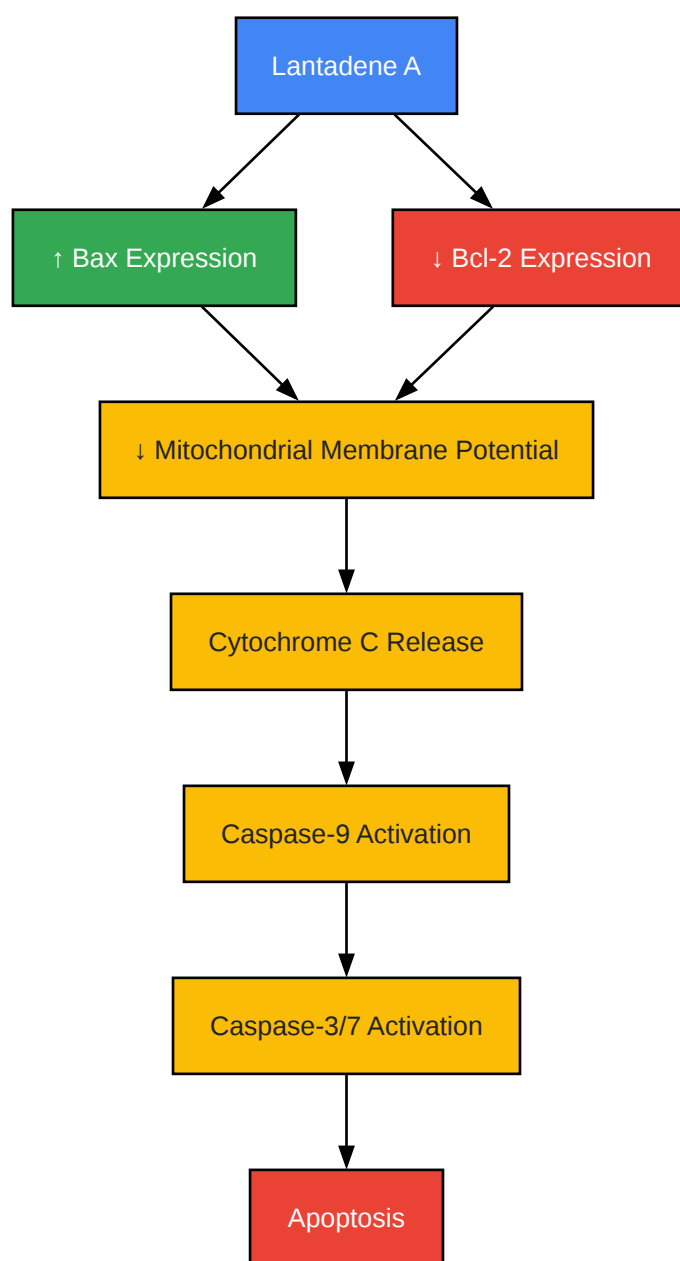 Lantadene A
↑ Bax Expression
↓ Bcl-2 Expression
↓ Mitochondrial Membrane Potential
Cytochrome C Release
Caspase-9 Activation
Caspase-3/7 Activation
Apoptosis